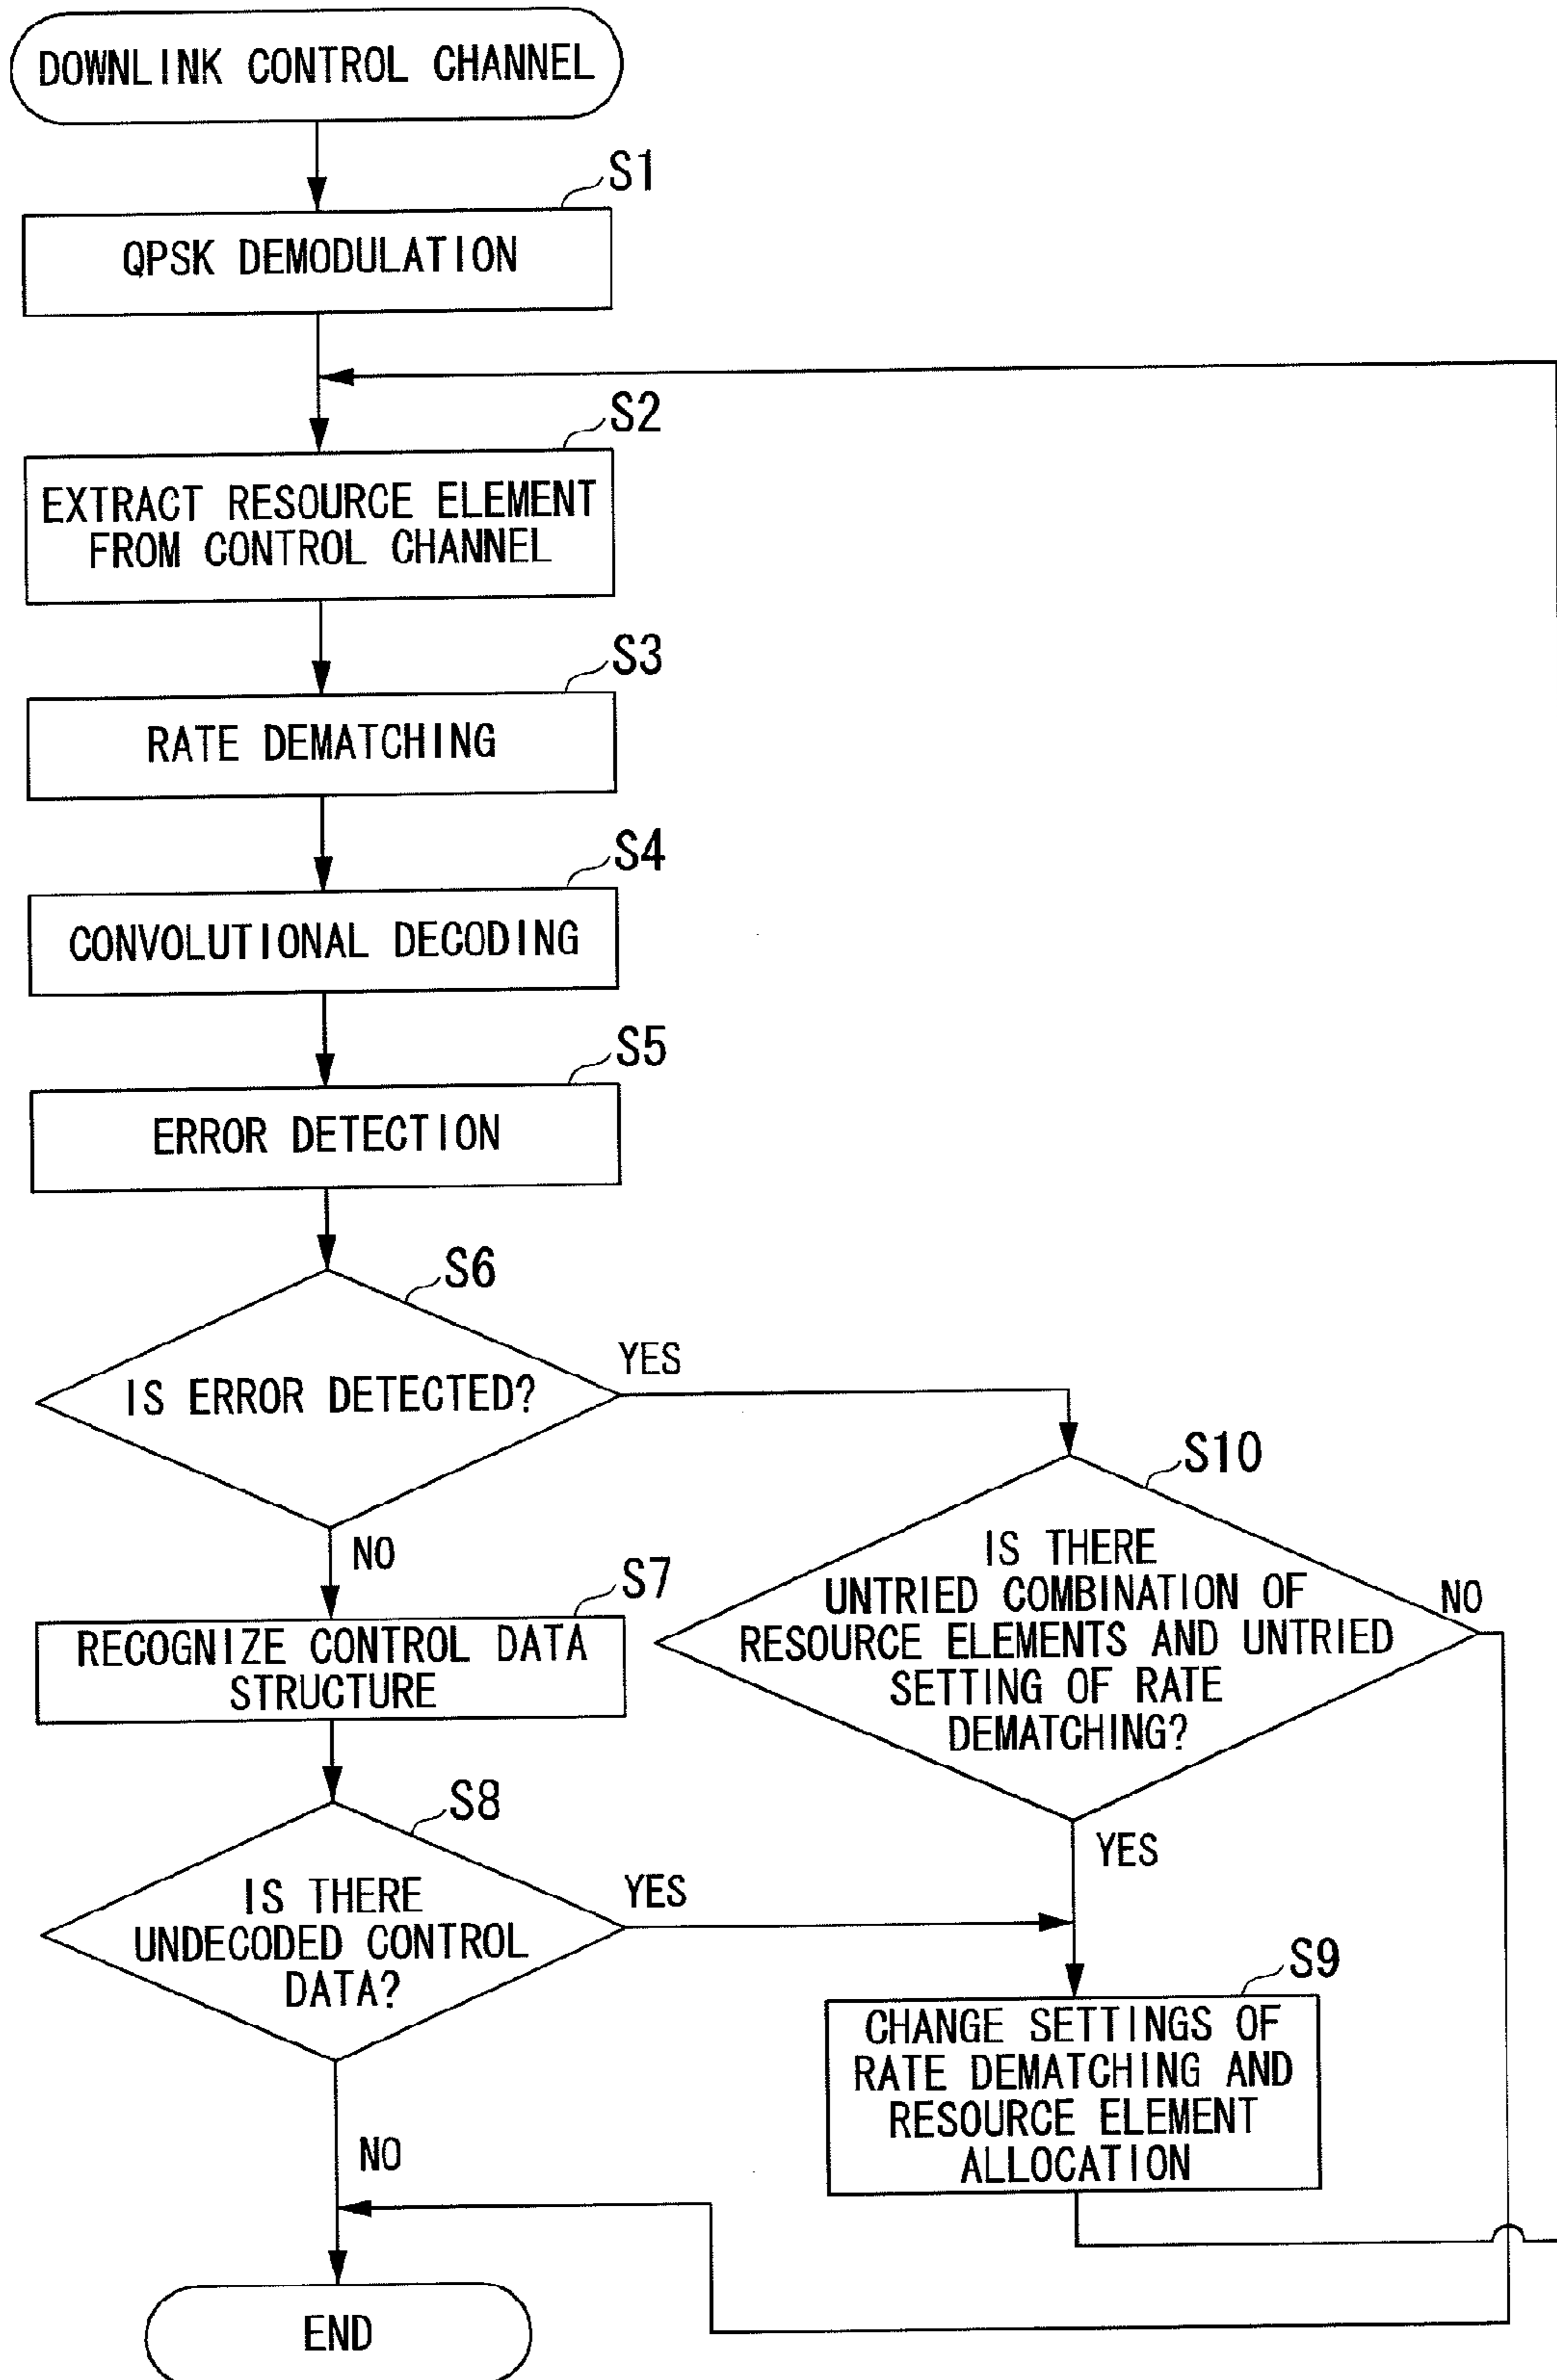 DOWNLINK CONTROL CHANNEL
S1
QPSK DEMODULATION
S2
EXTRACT RESOURCE ELEMENT
FROM CONTROL CHANNEL
S3
RATE DEMATCHING
S4
CONVOLUTIONAL DECODING
S5
ERROR DETECTION
S6
IS ERROR DETECTED?
YES
NO
S10
IS THERE
UNTRIED COMBINATION OF
RESOURCE ELEMENTS AND UNTRIED
SETTING OF RATE
DEMATCHING?
NO
YES
S7
RECOGNIZE CONTROL DATA
STRUCTURE
S8
IS THERE
UNDECODED CONTROL
DATA?
YES
NO
S9
CHANGE SETTINGS OF
RATE DEMATCHING AND
RESOURCE ELEMENT
ALLOCATION
END